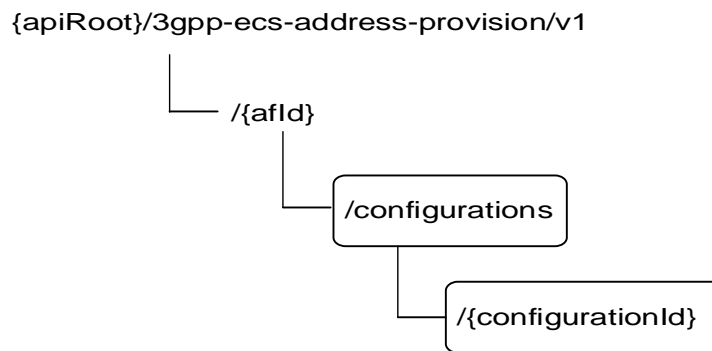 {apiRoot}/3gpp-ecs-address-provision/v1
/{afId}
/configurations
/{configurationId}